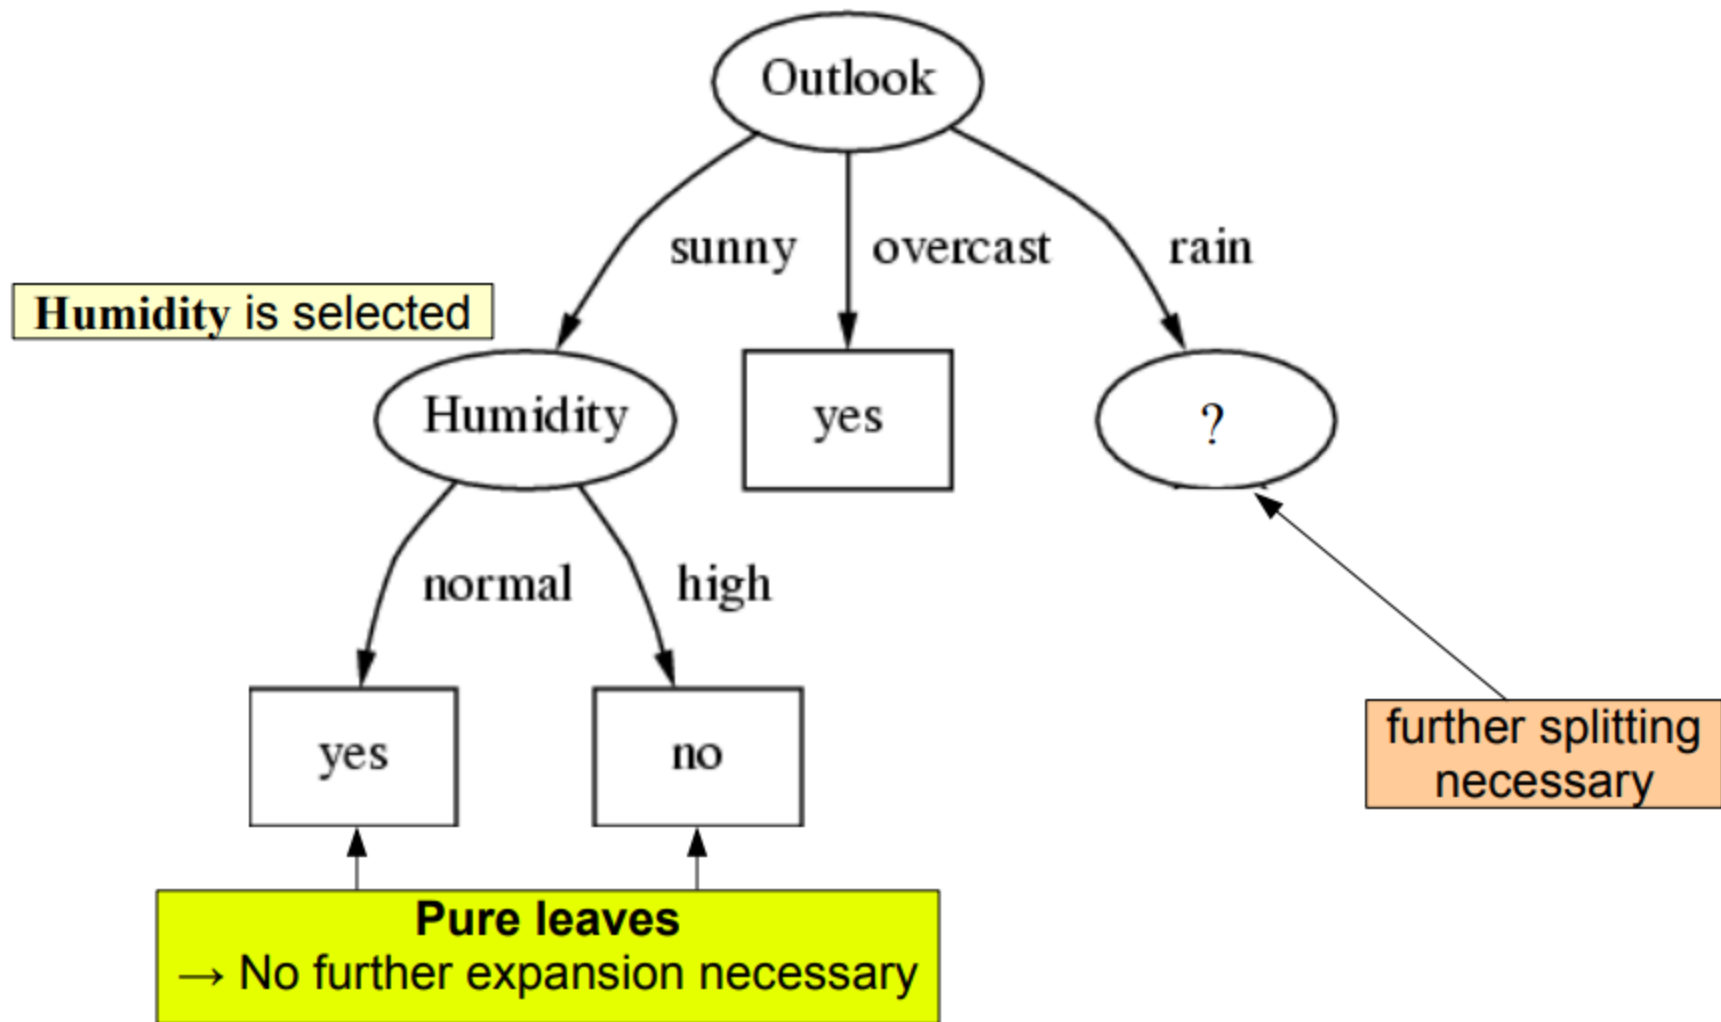 Outlook
sunny
overcast
rain
Humidity is selected
Humidity
yes
?
normal
high
yes
no
further splitting
necessary
Pure leaves
→ No further expansion necessary